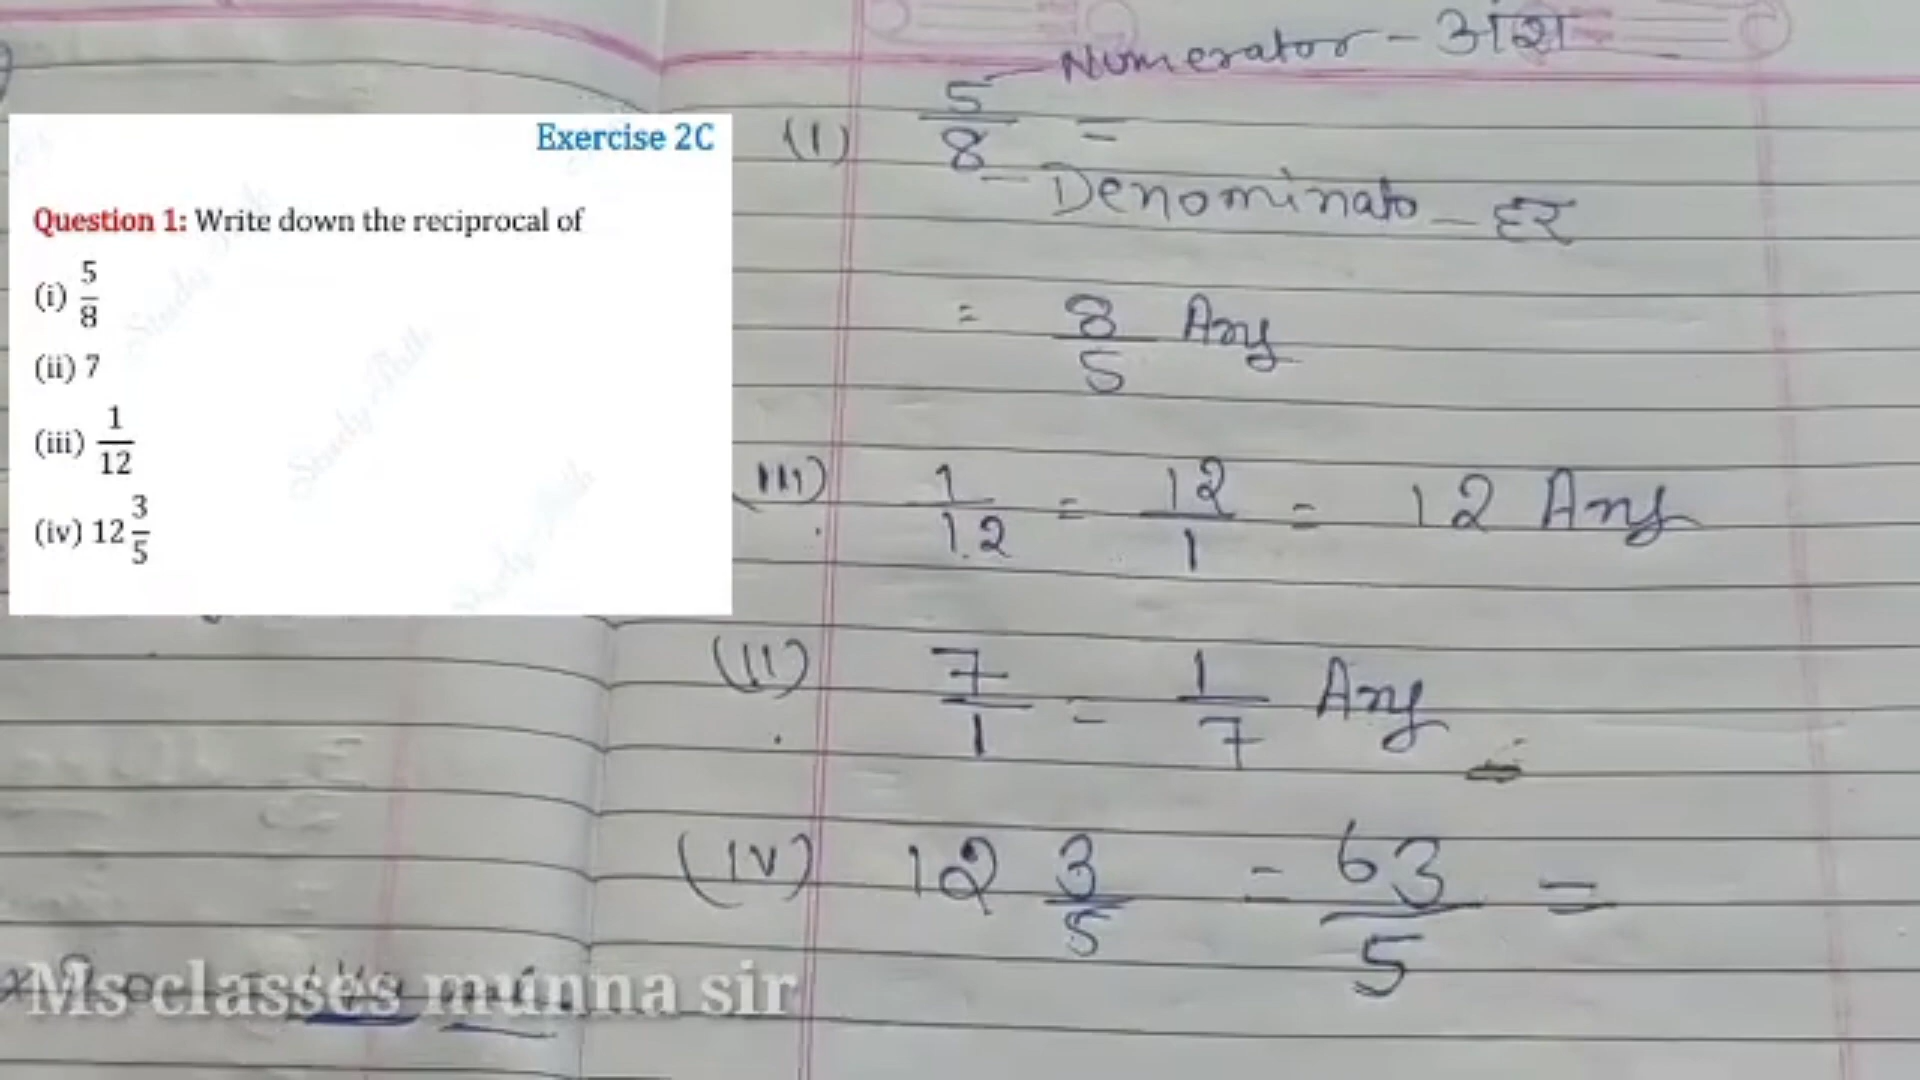 Exercise 2C
Question 1: Write down the reciprocal of
(i) 5/8
(ii) 7
(iii) 1/12
(iv) 12 3/5
Numerator - अंश
(I) 5/8 =
Denominato - हर
= 8/5 Ans
(III) 1/12 = 12/1 = 12 Ans
(II) 7/1 = 1/7 Ans
(IV) 12 3/5 = 63/5 =
Ms classes munna sir